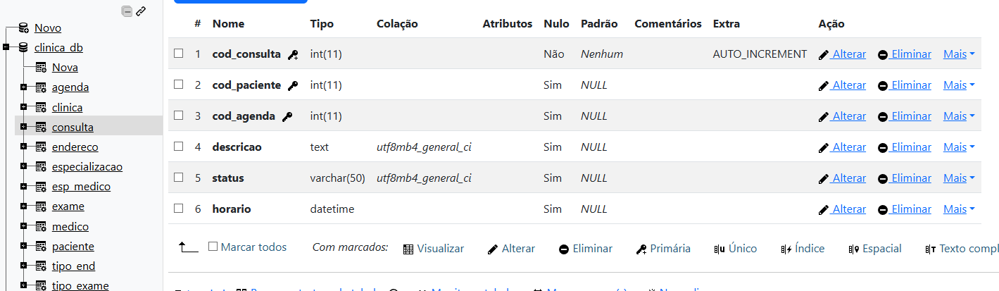 Novo
clinica_db
Nova
agenda
clinica
consulta
endereco
especializacao
esp_medico
exame
medico
paciente
tipo_end
tipo_exame
# Nome Tipo Colação Atributos Nulo Padrão Comentários Extra Ação
1 cod_consulta int(11) Não Nenhum AUTO_INCREMENT Alterar Eliminar Mais
2 cod_paciente int(11) Sim NULL Alterar Eliminar Mais
3 cod_agenda int(11) Sim NULL Alterar Eliminar Mais
4 descricao text utf8mb4_general_ci Sim NULL Alterar Eliminar Mais
5 status varchar(50) utf8mb4_general_ci Sim NULL Alterar Eliminar Mais
6 horario datetime Sim NULL Alterar Eliminar Mais
Marcar todos Com marcados: Visualizar Alterar Eliminar Primária Único Índice Espacial Texto compl